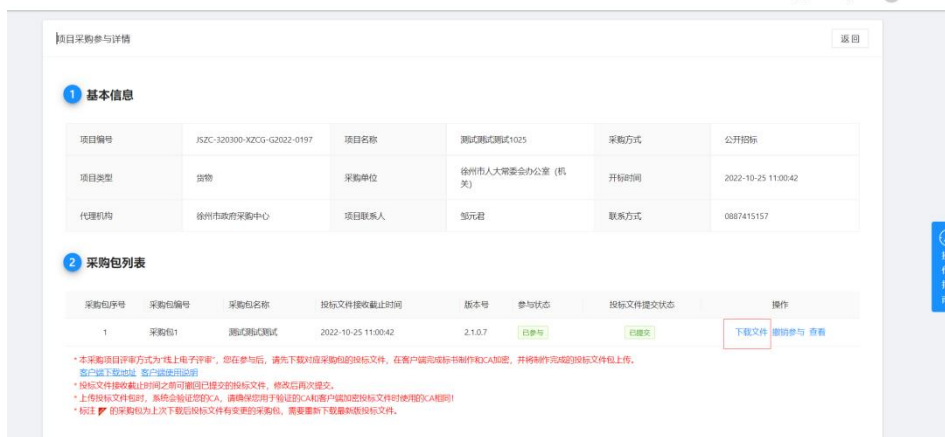 项目采购参与详情
返回
1 基本信息
项目编号 JSZC-320300-XZCG-G2022-0197 项目名称 测试测试测试1025 采购方式 公开招标
项目类型 货物 采购单位 徐州市人大常委会办公室（机
关） 开标时间 2022-10-25 11:00:42
代理机构 徐州市政府采购中心 项目联系人 邹元君 联系方式 0887415157
2 采购包列表
采购包序号 采购包编号 采购包名称 投标文件接收截止时间 版本号 参与状态 投标文件提交状态 操作
1 采购包1 测试测试测试 2022-10-25 11:00:42 2.1.0.7 已参与 已提交 下载文件 撤销参与 查看
* 本采购项目评审方式为“线上电子评审”，您在参与后，请先下载对应采购包的投标文件，在客户端完成标书制作和CA加密，并将制作完成的投标文件包上传。
客户端下载地址 客户端使用说明
* 投标文件接收截止时间之前可撤回已提交的投标文件，修改后再次提交。
* 上传投标文件包时，系统会验证您的CA，请确保您用于验证的CA和客户端加密投标文件时使用的CA相同！
* 标注 的采购包为上次下载后投标文件有变更的采购包，需要重新下载最新版投标文件。